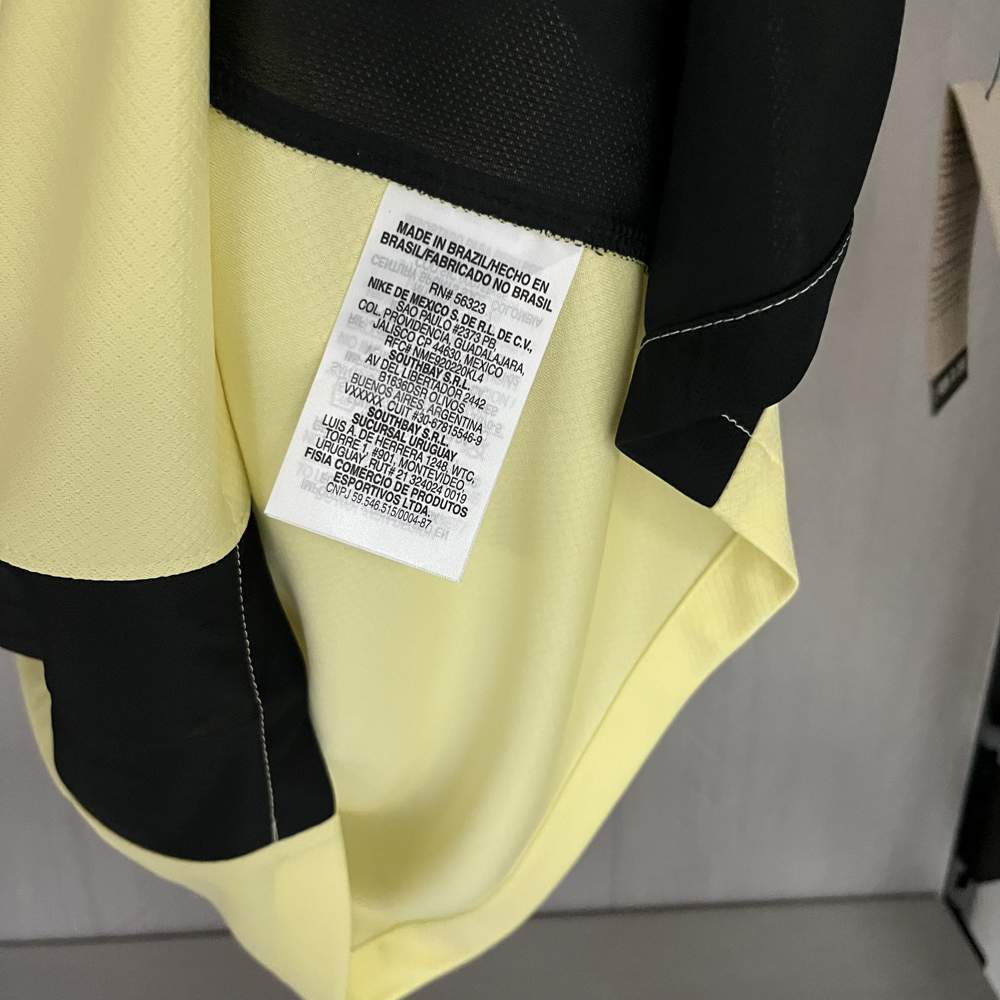 MADE IN BRAZIL/HECHO EN
BRASIL/FABRICADO NO BRASIL
RN# 56323
NIKE DE MEXICO S. DE R.L. DE C.V.,
SAO PAULO #2373 PB,
COL. PROVIDENCIA, GUADALAJARA,
JALISCO CP 44630, MEXICO
RFC# NME920220KL4
SOUTHBAY S.R.L.
AV DEL LIBERTADOR 2442
B1636DSR OLIVOS
BUENOS AIRES, ARGENTINA
VXXXXX CUIT #30-67815546-9
SOUTHBAY S.R.L.
SUCURSAL URUGUAY
LUIS A. DE HERRERA 1248, WTC,
TORRE 1, #901, MONTEVIDEO
URUGUAY, RUT# 21 324024 0019
FISIA COMERCIO DE PRODUTOS
ESPORTIVOS LTDA.
CNPJ 59.546.515/0004-87